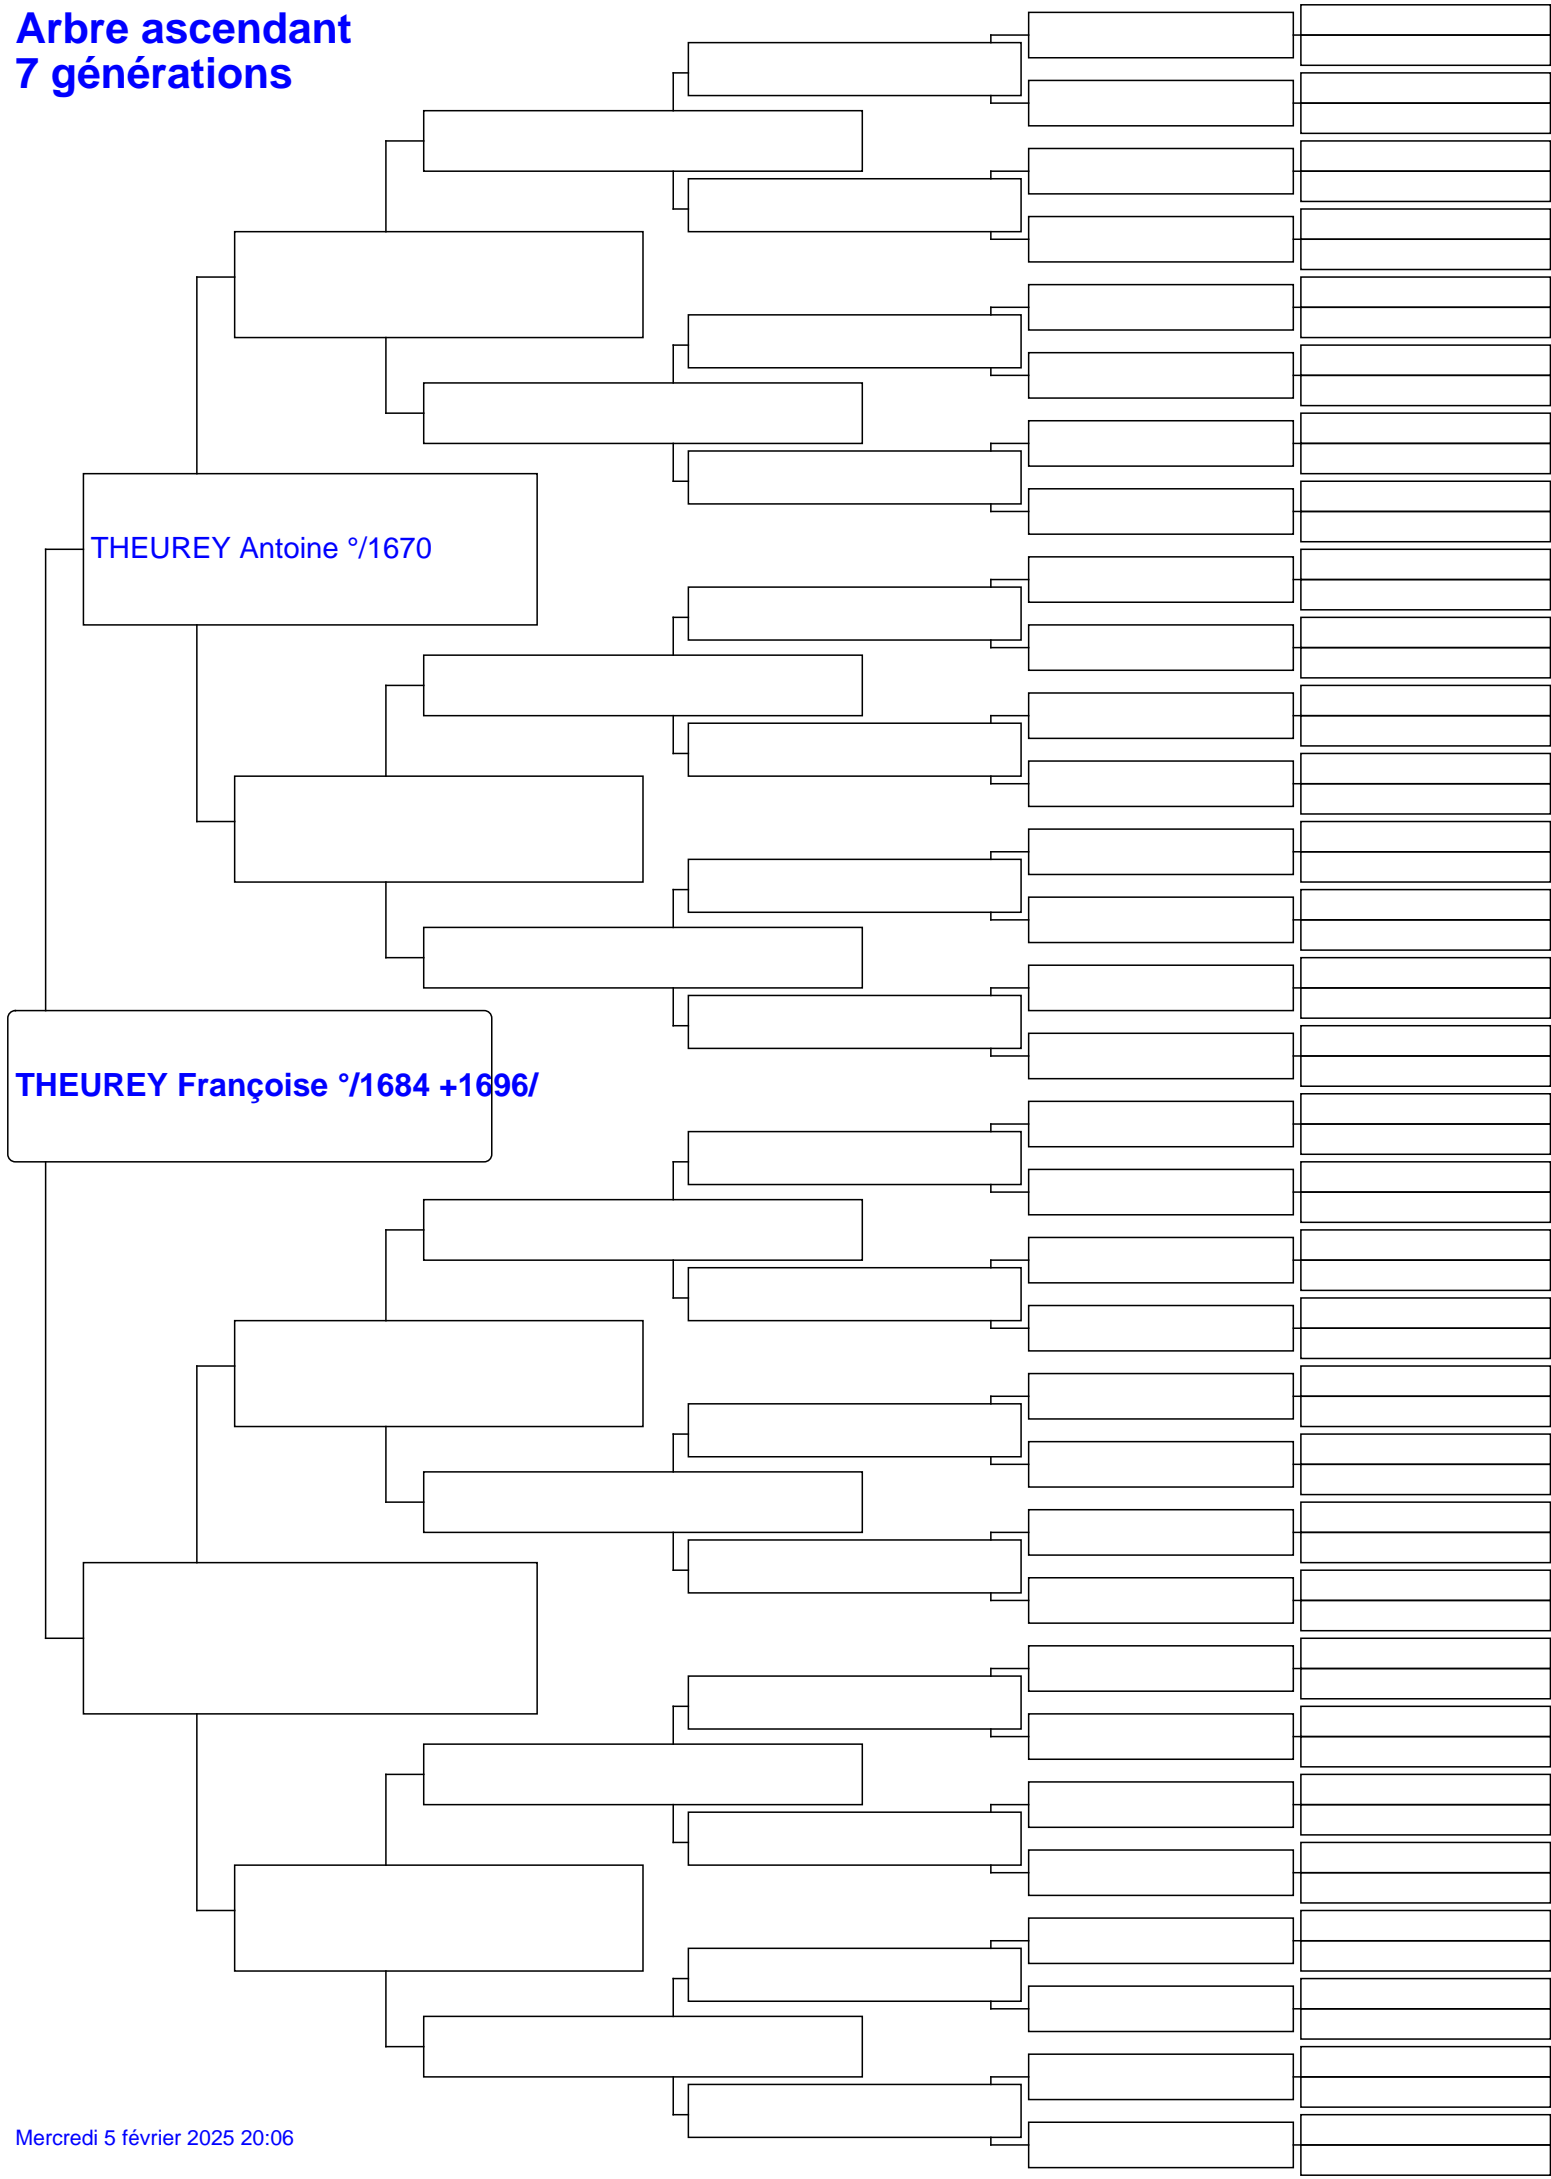 Arbre ascendant
7 générations
THEUREY Antoine °/1670
THEUREY Françoise °/1684 +1696/
Mercredi 5 février 2025 20:06